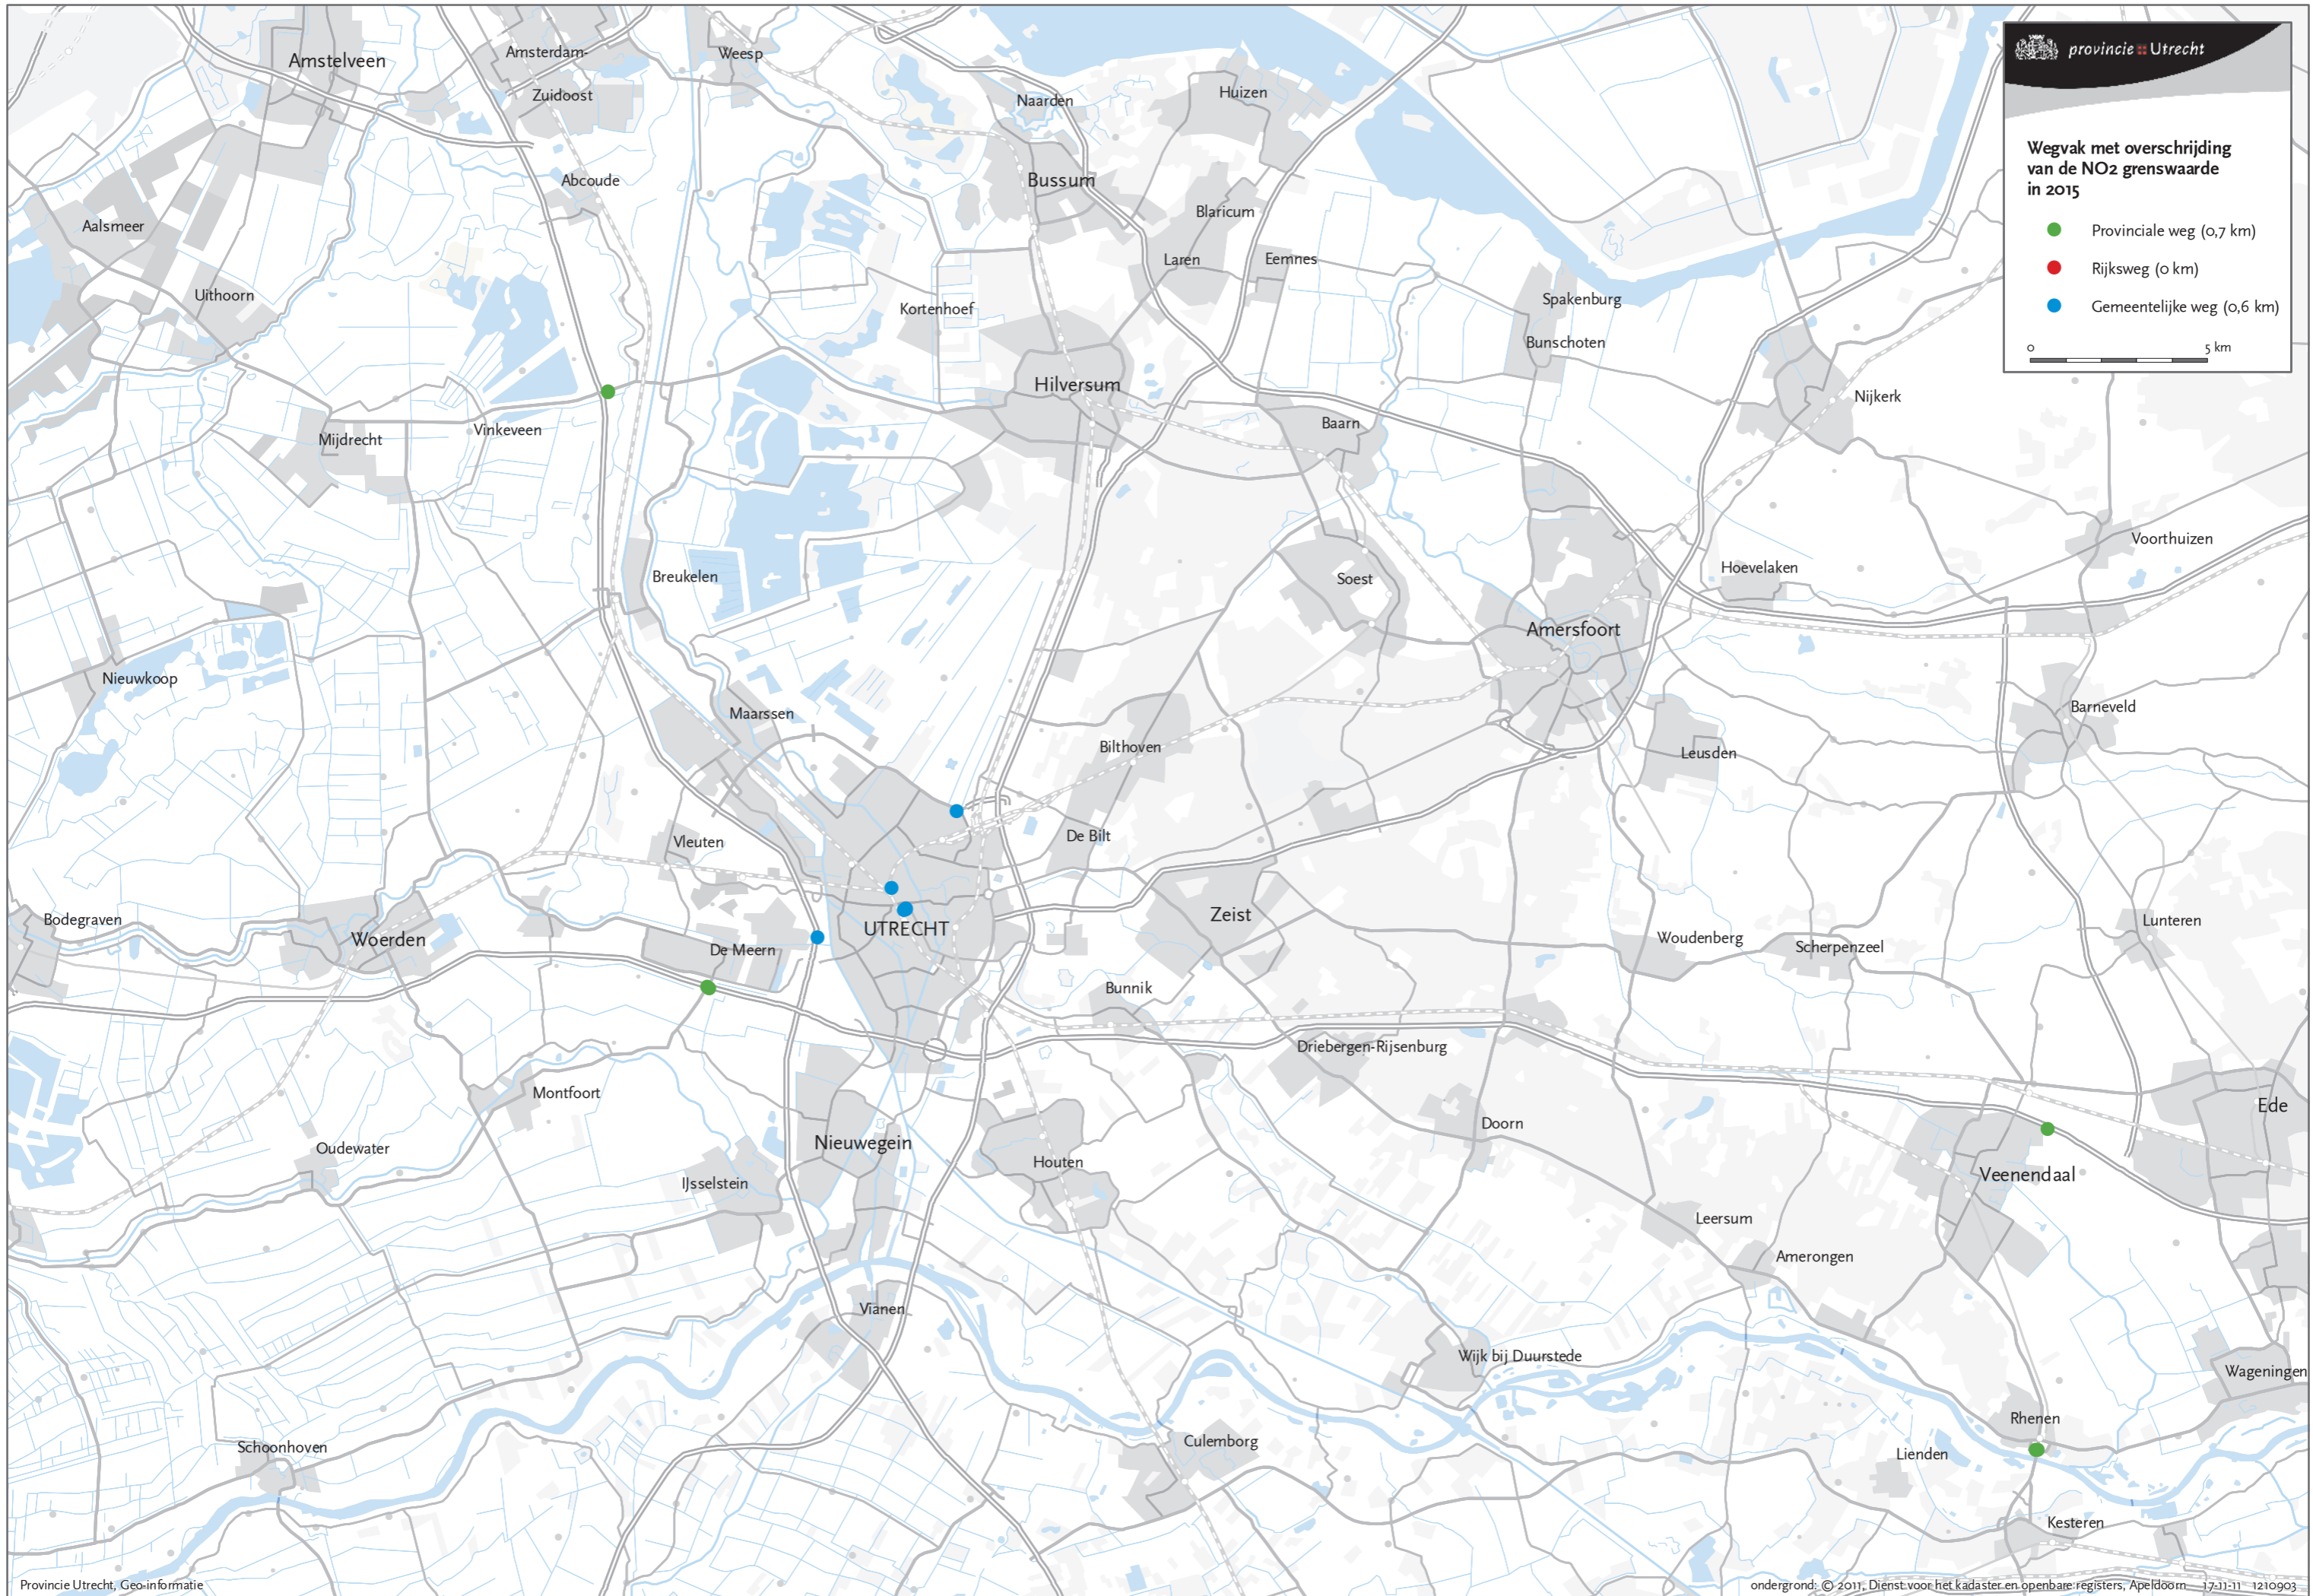 Amstelveen
Amsterdam-
Zuidoost
Weesp
Naarden
Huizen
provincie Utrecht
Wegvak met overschrijding
van de NO2 grenswaarde
in 2015
Provinciale weg (0,7 km)
Rijksweg (0 km)
Gemeentelijke weg (0,6 km)
0 5 km
Abcoude
Bussum
Blaricum
Aalsmeer
Laren
Eemnes
Uithoorn
Kortenhoef
Spakenburg
Bunschoten
Hilversum
Nijkerk
Baarn
Vinkeveen
Mijdrecht
Voorthuizen
Hoevelaken
Breukelen
Soest
Amersfoort
Nieuwkoop
Maarssen
Barneveld
Bilthoven
Leusden
De Bilt
Vleuten
Bodegraven
Woerden
De Meern
UTRECHT
Zeist
Woudenberg
Scherpenzeel
Lunteren
Bunnik
Driebergen-Rijsenburg
Montfoort
Ede
Doorn
Oudewater
Nieuwegein
Houten
IJsselstein
Veenendaal
Leersum
Amerongen
Vianen
Wijk bij Duurstede
Wageningen
Rhenen
Culemborg
Schoonhoven
Lienden
Kesteren
Provincie Utrecht, Geo-informatie
ondergrond: © 2011, Dienst voor het kadaster en openbare registers, Apeldoorn 17-11-11 1210903